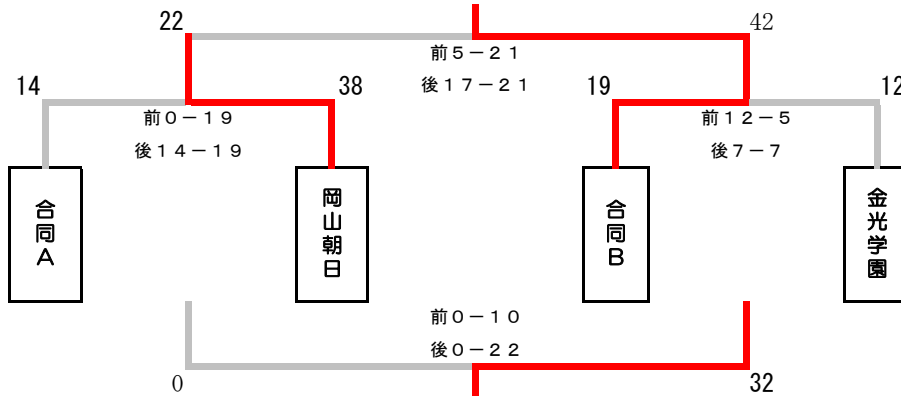 22
42
前５－２１
後１７－２１
14
38
19
12
前０－１９
後１４－１９
前１２－５
後７－７
合同A
岡山朝日
合同B
金光学園
前０－１０
後０－２２
0
32